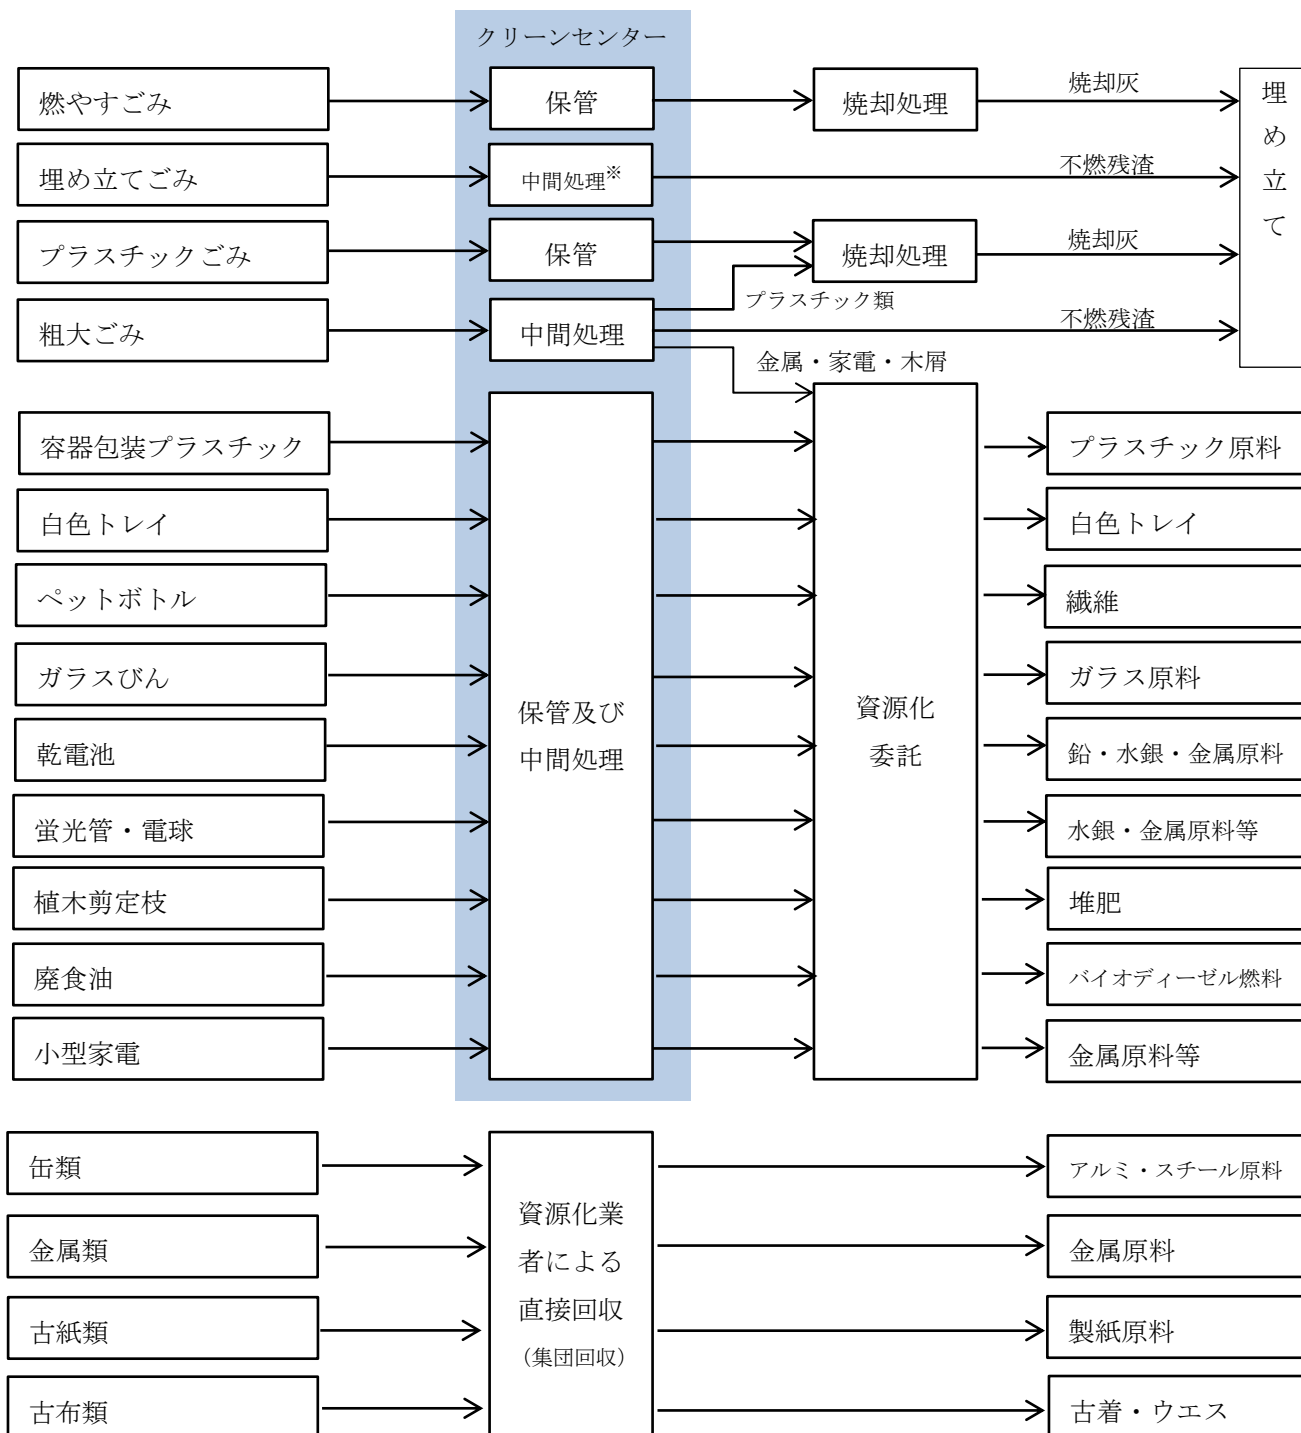 クリーンセンター
燃やすごみ
保管
焼却処理
焼却灰
埋め立て
埋め立てごみ
中間処理※
不燃残渣
プラスチックごみ
保管
焼却処理
焼却灰
プラスチック類
粗大ごみ
中間処理
不燃残渣
金属・家電・木屑
容器包装プラスチック
白色トレイ
ペットボトル
ガラスびん
乾電池
蛍光管・電球
植木剪定枝
廃食油
小型家電
保管及び
中間処理
資源化
委託
プラスチック原料
白色トレイ
繊維
ガラス原料
鉛・水銀・金属原料
水銀・金属原料等
堆肥
バイオディーゼル燃料
金属原料等
缶類
金属類
古紙類
古布類
資源化業
者による
直接回収
（集団回収）
アルミ・スチール原料
金属原料
製紙原料
古着・ウエス